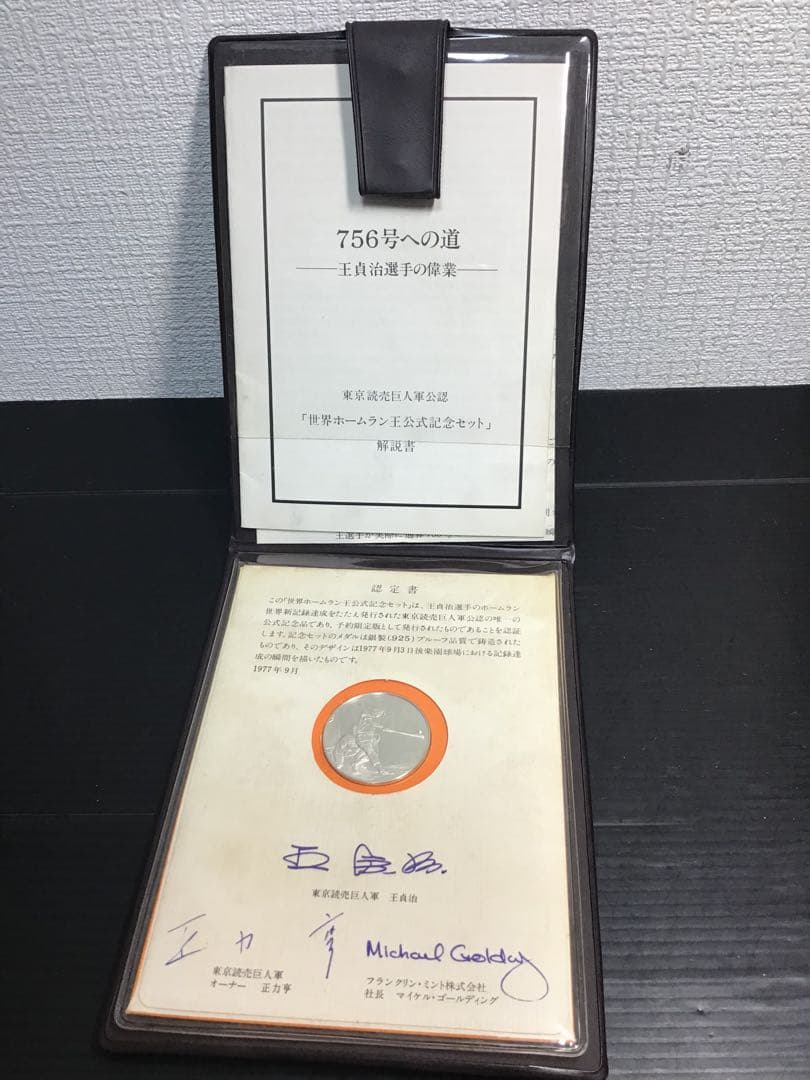 756号への道
王貞治選手の偉業
東京読売巨人軍公認
「世界ホームラン王公式記念セット」
解説書
認定書
この「世界ホームラン王公式記念セット」は、王貞治選手のホームラン
世界新記録達成をたたえ発行された東京読売巨人軍公認の唯一の
公式記念品であり、予約限定版として発行されたものであることを認証
します。記念セットのメダルは銀製(.925)プルーフ品質で鋳造された
ものであり、そのデザインは1977年9月3日後楽園球場における記録達
成の瞬間を描いたものです。
1977年9月
王貞治
東京読売巨人軍 王貞治
正力亨
Michael Golding
東京読売巨人軍
オーナー 正力亨
フランクリン・ミント株式会社
社長 マイケル・ゴールディング